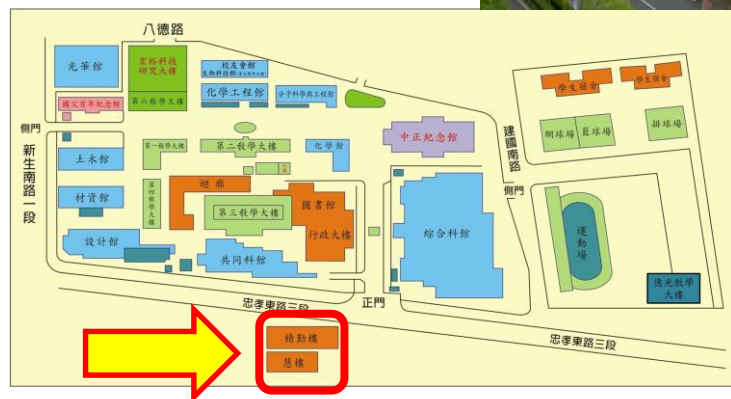 八德路
光華館
宏裕科技
研究大樓
校友會館
化學工程館
分子科學與工程館
國父百年紀念館
第六教學大樓
側門
新生南路一段
土木館
第一教學大樓
第二教學大樓
化學館
中正紀念館
建國南路
側門
學生宿舍
學生宿舍
網球場
籃球場
排球場
材資館
第四教學大樓
迴廊
圖書館
行政大樓
第三教學大樓
綜合科館
運動場
設計館
共同科館
億光教學
大樓
忠孝東路三段
正門
忠孝東路三段
精勤樓
慧樓